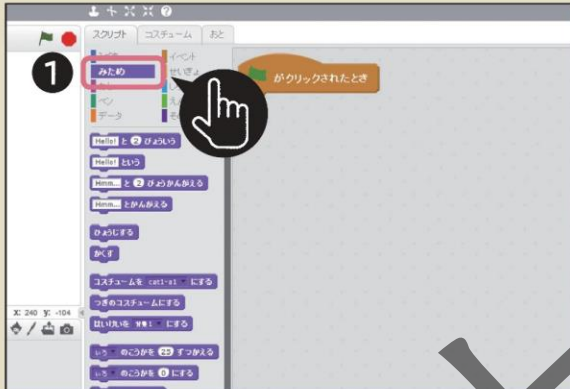 スクリプト コスチューム おと
イベント
1 みため せいぎょ
ペン
データ
がクリックされたとき
Hello! と 2 びょういう
Hello! という
Hmm... と 2 びょうかんがえる
Hmm... とかんがえる
ひょうじする
かくす
コスチュームを cat1-a1 にする
つぎのコスチュームにする
はいけいを にする
いろ のこうかを 25 ずつかえる
いろ のこうかを 0 にする
X: 240 y: -104